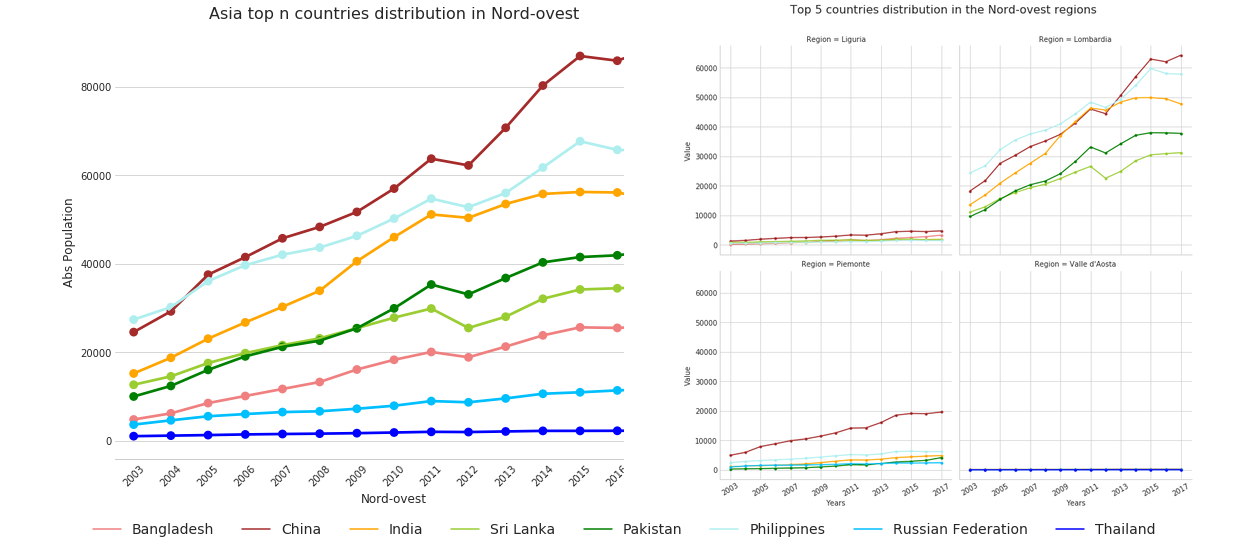 Asia top n countries distribution in Nord-ovest
Abs Population
80000
60000
40000
20000
0
2003 2004 2005 2006 2007 2008 2009 2010 2011 2012 2013 2014 2015 2016
Nord-ovest
Top 5 countries distribution in the Nord-ovest regions
Region = Liguria
Region = Lombardia
Value
60000
50000
40000
30000
20000
10000
0
Region = Piemonte
Region = Valle d'Aosta
Value
60000
50000
40000
30000
20000
10000
0
2003 2005 2007 2009 2011 2013 2015 2017
Years
2003 2005 2007 2009 2011 2013 2015 2017
Years
Bangladesh China India Sri Lanka Pakistan Philippines Russian Federation Thailand